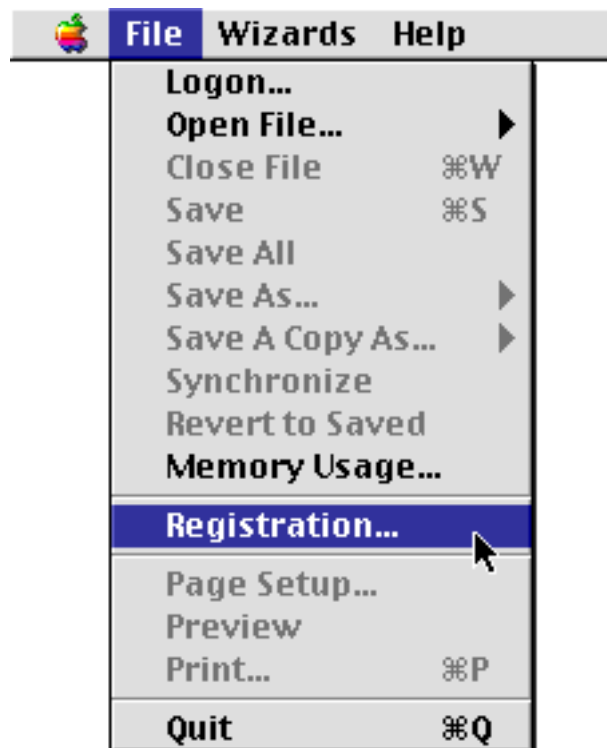 File Wizards Help
Logon...
Open File...
Close File ⌘W
Save ⌘S
Save All
Save As...
Save A Copy As...
Synchronize
Revert to Saved
Memory Usage...
Registration...
Page Setup...
Preview
Print... ⌘P
Quit ⌘Q